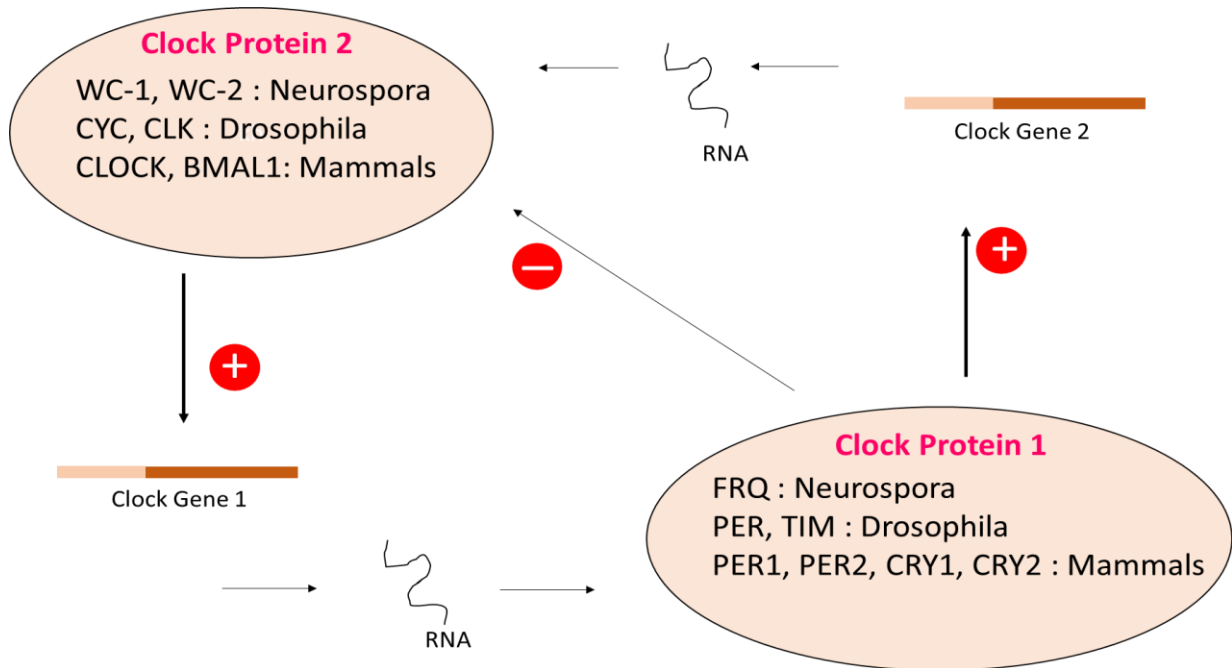 Clock Protein 2
WC-1, WC-2 : Neurospora
CYC, CLK : Drosophila
CLOCK, BMAL1: Mammals
RNA
Clock Gene 2
−
+
+
Clock Gene 1
Clock Protein 1
FRQ : Neurospora
PER, TIM : Drosophila
PER1, PER2, CRY1, CRY2 : Mammals
RNA